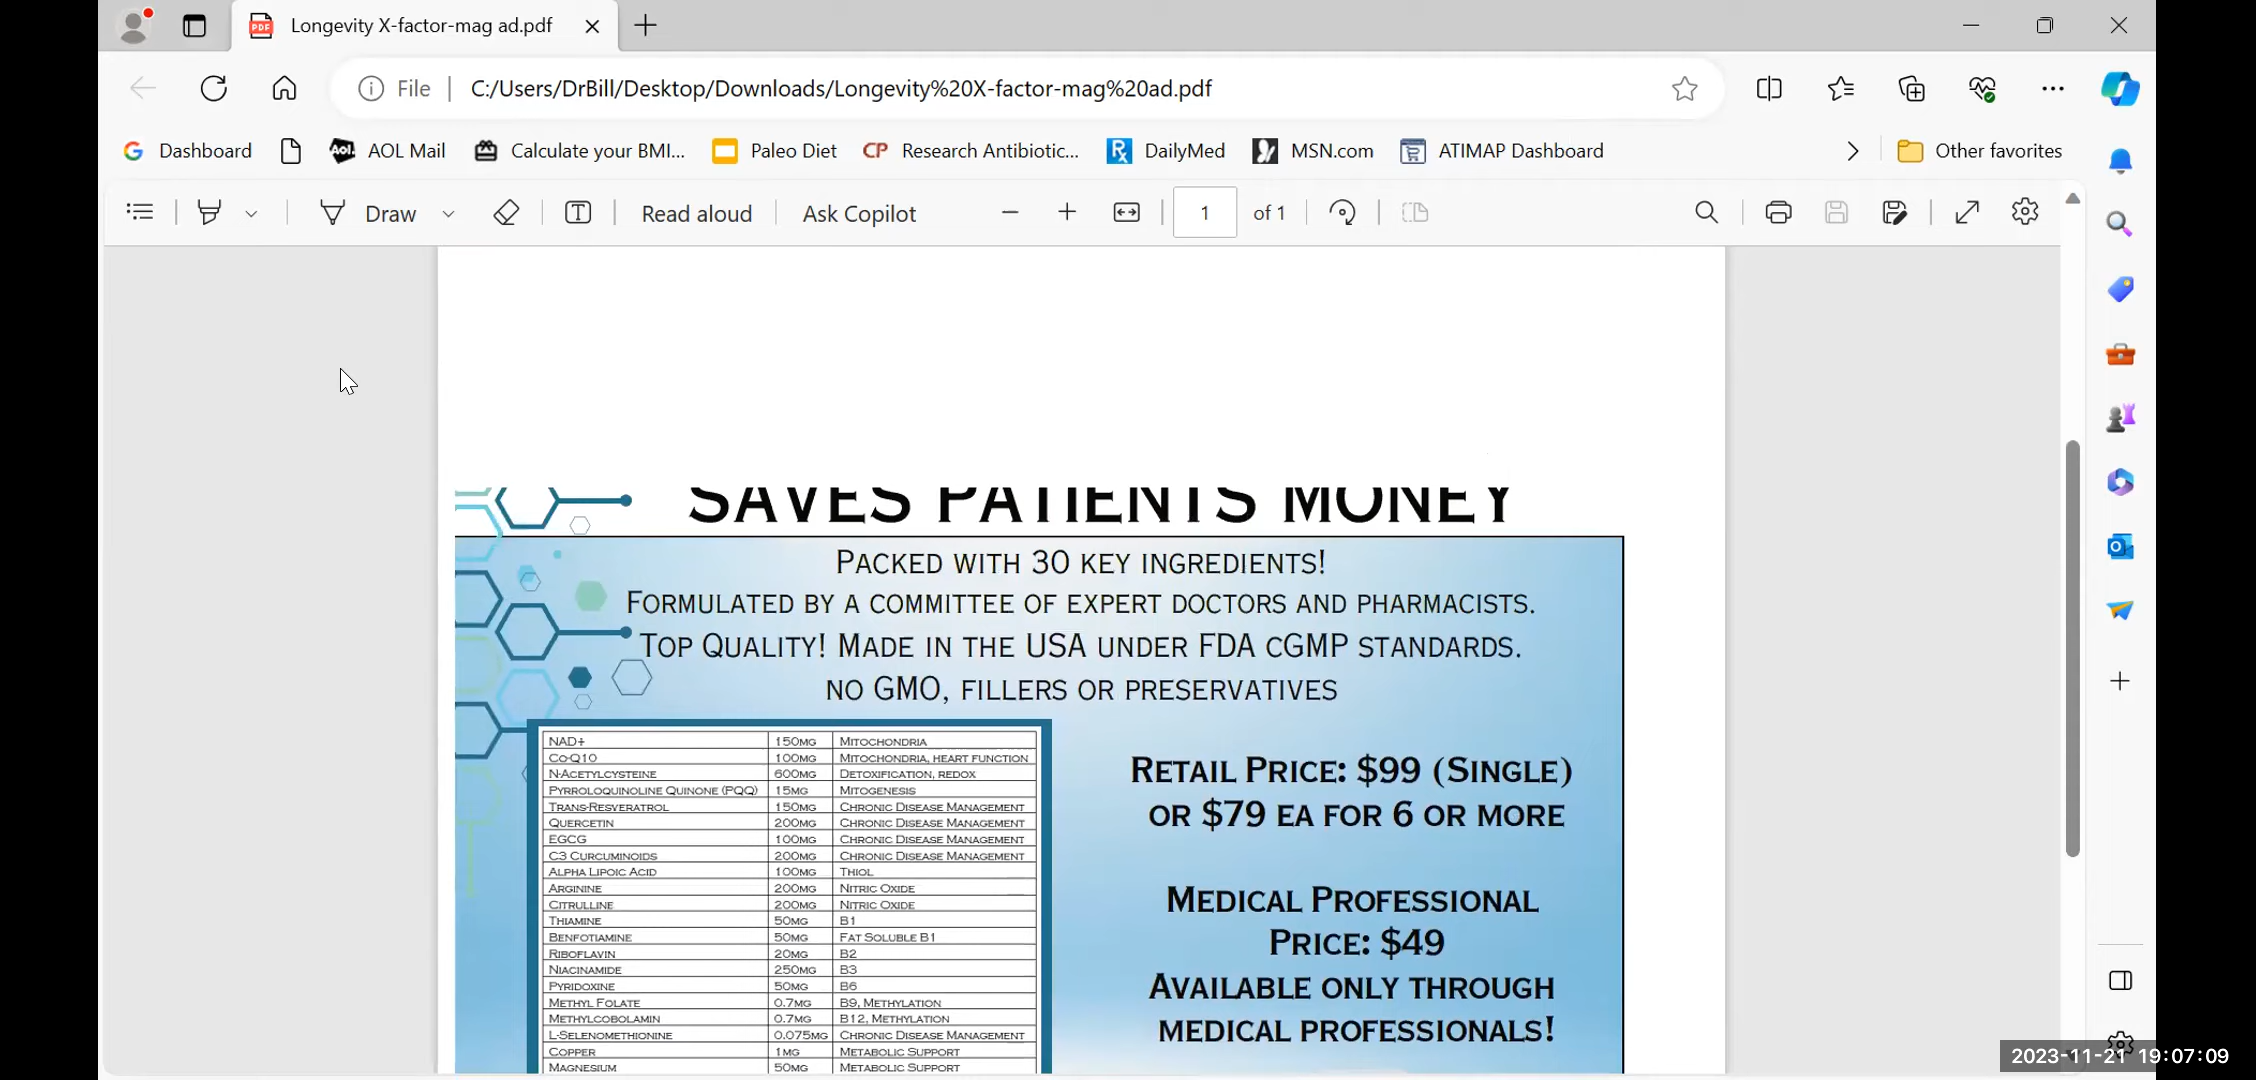 Longevity X-factor-mag ad.pdf
File C:/Users/DrBill/Desktop/Downloads/Longevity%20X-factor-mag%20ad.pdf
Dashboard AOL Mail Calculate your BMI... Paleo Diet Research Antibiotic... DailyMed MSN.com ATIMAP Dashboard Other favorites
Draw Read aloud Ask Copilot 1 of 1
SAVES PATIENTS MONEY
PACKED WITH 30 KEY INGREDIENTS!
FORMULATED BY A COMMITTEE OF EXPERT DOCTORS AND PHARMACISTS.
TOP QUALITY! MADE IN THE USA UNDER FDA CGMP STANDARDS.
NO GMO, FILLERS OR PRESERVATIVES
NAD+ 150MG MITOCHONDRIA
CO-Q10 100MG MITOCHONDRIA, HEART FUNCTION
N-ACETYLCYSTEINE 600MG DETOXIFICATION, REDOX
PYRROLOQUINOLINE QUINONE (PQQ) 15MG MITOGENESIS
TRANS-RESVERATROL 150MG CHRONIC DISEASE MANAGEMENT
QUERCETIN 200MG CHRONIC DISEASE MANAGEMENT
EGCG 100MG CHRONIC DISEASE MANAGEMENT
C3 CURCUMINOIDS 200MG CHRONIC DISEASE MANAGEMENT
ALPHA LIPOIC ACID 100MG THIOL
ARGININE 200MG NITRIC OXIDE
CITRULLINE 200MG NITRIC OXIDE
THIAMINE 50MG B1
BENFOTIAMINE 50MG FAT SOLUBLE B1
RIBOFLAVIN 20MG B2
NIACINAMIDE 250MG B3
PYRIDOXINE 50MG B6
METHYL FOLATE 0.7MG B9, METHYLATION
METHYLCOBOLAMIN 0.7MG B12, METHYLATION
L-SELENOMETHIONINE 0.075MG CHRONIC DISEASE MANAGEMENT
COPPER 1MG METABOLIC SUPPORT
MAGNESIUM 50MG METABOLIC SUPPORT
RETAIL PRICE: $99 (SINGLE)
OR $79 EA FOR 6 OR MORE
MEDICAL PROFESSIONAL
PRICE: $49
AVAILABLE ONLY THROUGH
MEDICAL PROFESSIONALS!
2023-11-21 19:07:09